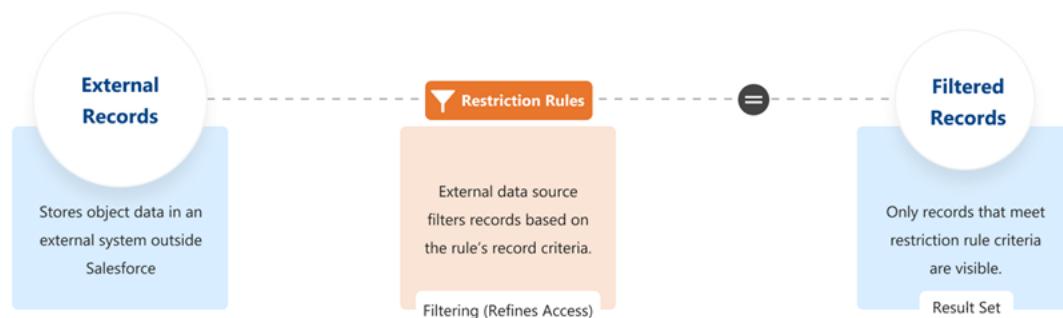 External
Records
Stores object data in an
external system outside
Salesforce
Restriction Rules
External data source
filters records based on
the rule's record criteria.
Filtering (Refines Access)
=
Filtered
Records
Only records that meet
restriction rule criteria
are visible.
Result Set